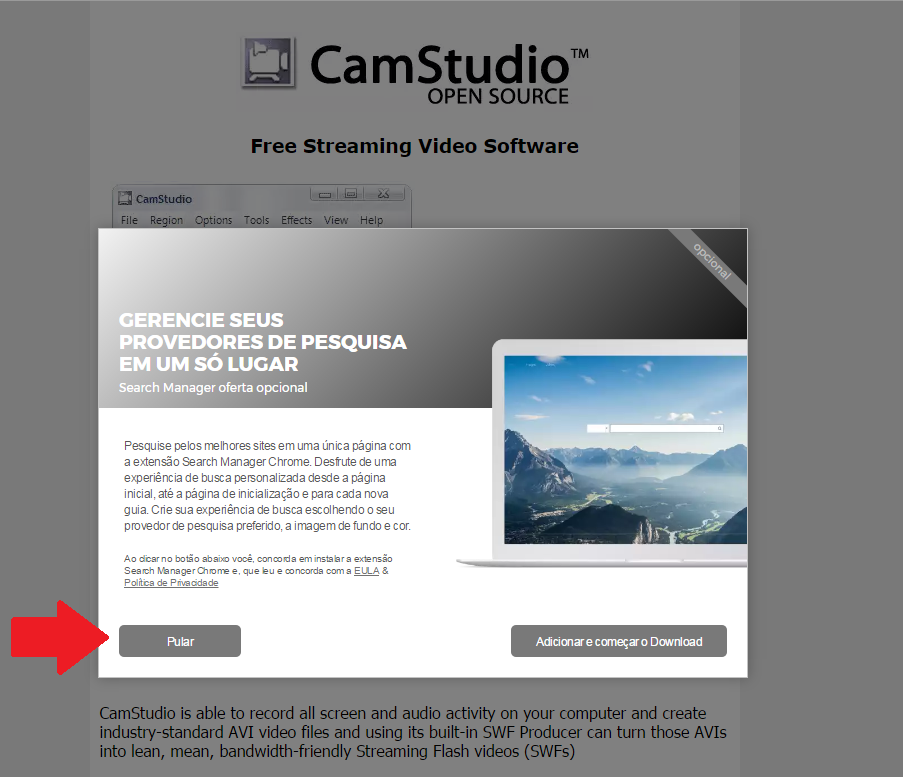 CamStudio™
OPEN SOURCE
Free Streaming Video Software
CamStudio
File Region Options Tools Effects View Help
opcional
GERENCIE SEUS
PROVEDORES DE PESQUISA
EM UM SÓ LUGAR
Search Manager oferta opcional
Pesquise pelos melhores sites em uma única página com
a extensão Search Manager Chrome. Desfrute de uma
experiência de busca personalizada desde a página
inicial, até a página de inicialização e para cada nova
guia. Crie sua experiência de busca escolhendo o seu
provedor de pesquisa preferido, a imagem de fundo e cor.
Ao clicar no botão abaixo você, concorda em instalar a extensão
Search Manager Chrome e, que leu e concorda com a EULA &
Política de Privacidade
Pular
Adicionar e começar o Download
CamStudio is able to record all screen and audio activity on your computer and create
industry-standard AVI video files and using its built-in SWF Producer can turn those AVIs
into lean, mean, bandwidth-friendly Streaming Flash videos (SWFs)